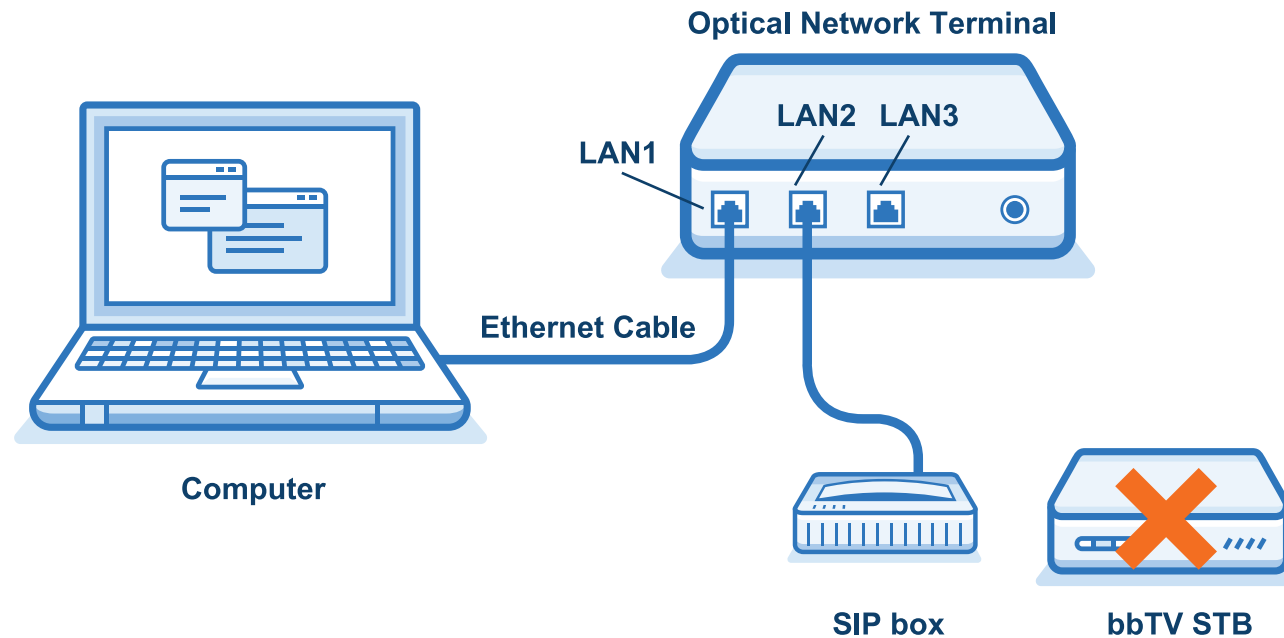 Optical Network Terminal
LAN2 LAN3
LAN1
Ethernet Cable
Computer
SIP box
bbTV STB